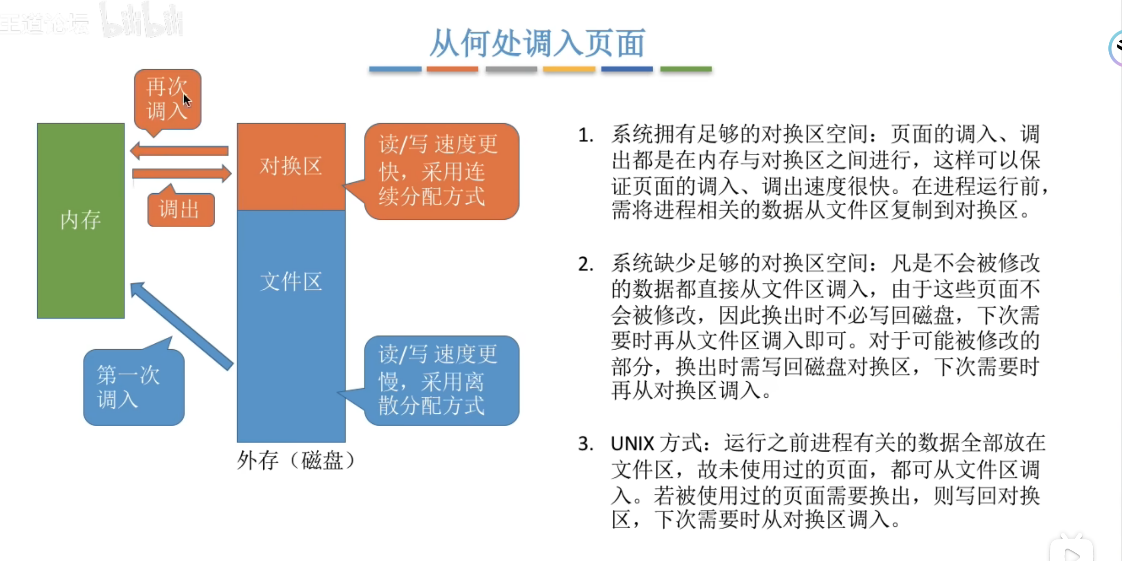 王道论坛 bilibili
从何处调入页面
再次
调入
对换区
读/写 速度更
快，采用连
续分配方式
调出
内存
文件区
第一次
调入
读/写 速度更
慢，采用离
散分配方式
外存（磁盘）
1. 系统拥有足够的对换区空间：页面的调入、调
出都是在内存与对换区之间进行，这样可以保
证页面的调入、调出速度很快。在进程运行前，
需将进程相关的数据从文件区复制到对换区。
2. 系统缺少足够的对换区空间：凡是不会被修改
的数据都直接从文件区调入，由于这些页面不
会被修改，因此换出时不必写回磁盘，下次需
要时再从文件区调入即可。对于可能被修改的
部分，换出时需写回磁盘对换区，下次需要时
再从对换区调入。
3. UNIX 方式：运行之前进程有关的数据全部放在
文件区，故未使用过的页面，都可从文件区调
入。若被使用过的页面需要换出，则写回对换
区，下次需要时从对换区调入。